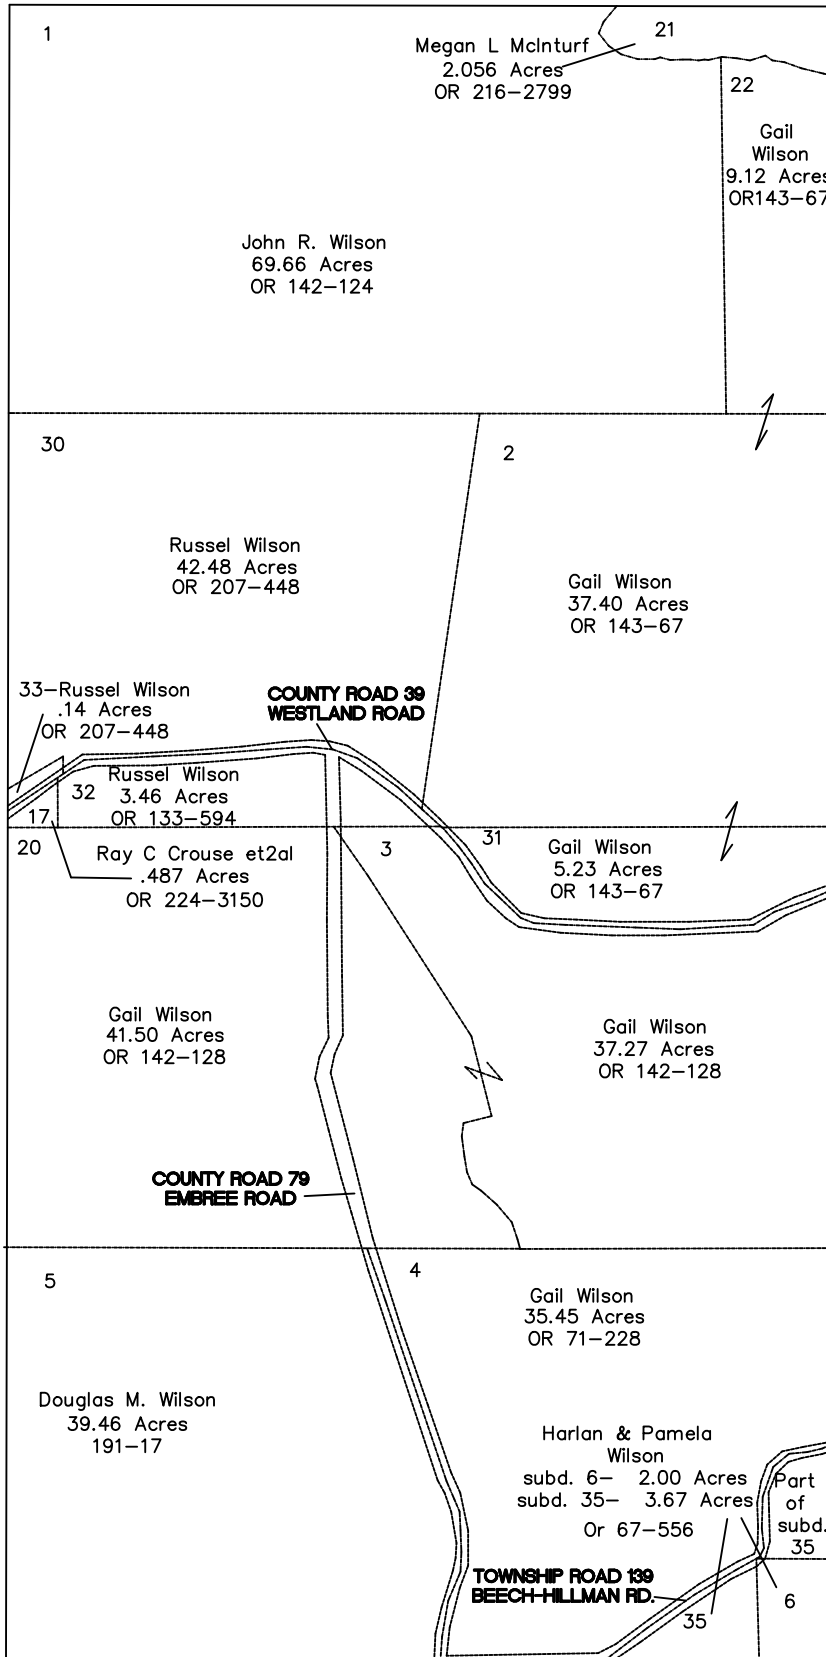 1
21
Megan L McInturf
2.056 Acres
OR 216-2799
22
Gail
Wilson
9.12 Acres
OR143-67
John R. Wilson
69.66 Acres
OR 142-124
30
2
Russel Wilson
42.48 Acres
OR 207-448
Gail Wilson
37.40 Acres
OR 143-67
33-Russel Wilson
.14 Acres
OR 207-448
COUNTY ROAD 39
WESTLAND ROAD
32
Russel Wilson
3.46 Acres
OR 133-594
17
20
Ray C Crouse et2al
.487 Acres
OR 224-3150
3
31
Gail Wilson
5.23 Acres
OR 143-67
Gail Wilson
41.50 Acres
OR 142-128
Gail Wilson
37.27 Acres
OR 142-128
COUNTY ROAD 79
EMBREE ROAD
5
4
Gail Wilson
35.45 Acres
OR 71-228
Douglas M. Wilson
39.46 Acres
191-17
Harlan & Pamela
Wilson
subd. 6- 2.00 Acres
subd. 35- 3.67 Acres
Or 67-556
Part
of
subd.
35
TOWNSHIP ROAD 139
BEECH-HILLMAN RD.
35
6